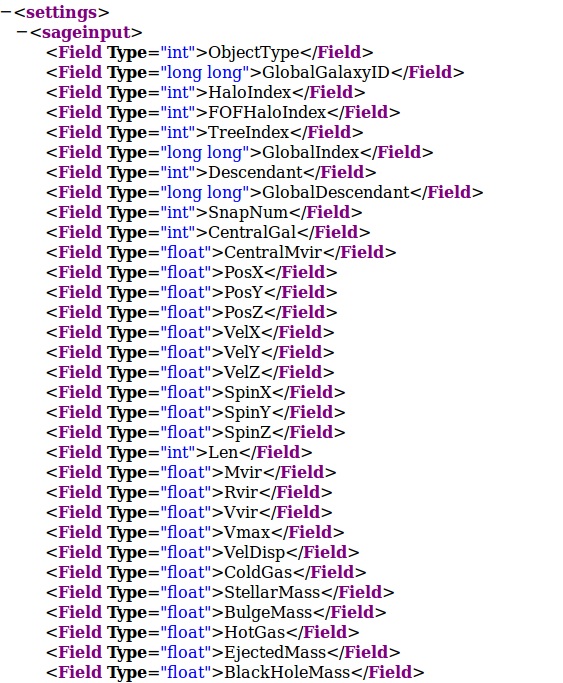 −<settings>
−<sageinput>
<Field Type="int">ObjectType</Field>
<Field Type="long long">GlobalGalaxyID</Field>
<Field Type="int">HaloIndex</Field>
<Field Type="int">FOFHaloIndex</Field>
<Field Type="int">TreeIndex</Field>
<Field Type="long long">GlobalIndex</Field>
<Field Type="int">Descendant</Field>
<Field Type="long long">GlobalDescendant</Field>
<Field Type="int">SnapNum</Field>
<Field Type="int">CentralGal</Field>
<Field Type="float">CentralMvir</Field>
<Field Type="float">PosX</Field>
<Field Type="float">PosY</Field>
<Field Type="float">PosZ</Field>
<Field Type="float">VelX</Field>
<Field Type="float">VelY</Field>
<Field Type="float">VelZ</Field>
<Field Type="float">SpinX</Field>
<Field Type="float">SpinY</Field>
<Field Type="float">SpinZ</Field>
<Field Type="int">Len</Field>
<Field Type="float">Mvir</Field>
<Field Type="float">Rvir</Field>
<Field Type="float">Vvir</Field>
<Field Type="float">Vmax</Field>
<Field Type="float">VelDisp</Field>
<Field Type="float">ColdGas</Field>
<Field Type="float">StellarMass</Field>
<Field Type="float">BulgeMass</Field>
<Field Type="float">HotGas</Field>
<Field Type="float">EjectedMass</Field>
<Field Type="float">BlackHoleMass</Field>